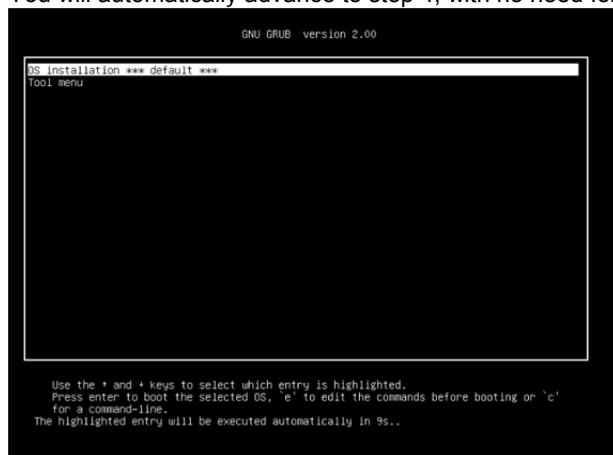 You will automatically advance to step 4, with no need for
GNU GRUB version 2.00
OS installation *** default ***
Tool menu
Use the ↑ and ↓ keys to select which entry is highlighted.
Press enter to boot the selected OS, `e' to edit the commands before booting or `c'
for a command-line.
The highlighted entry will be executed automatically in 9s..